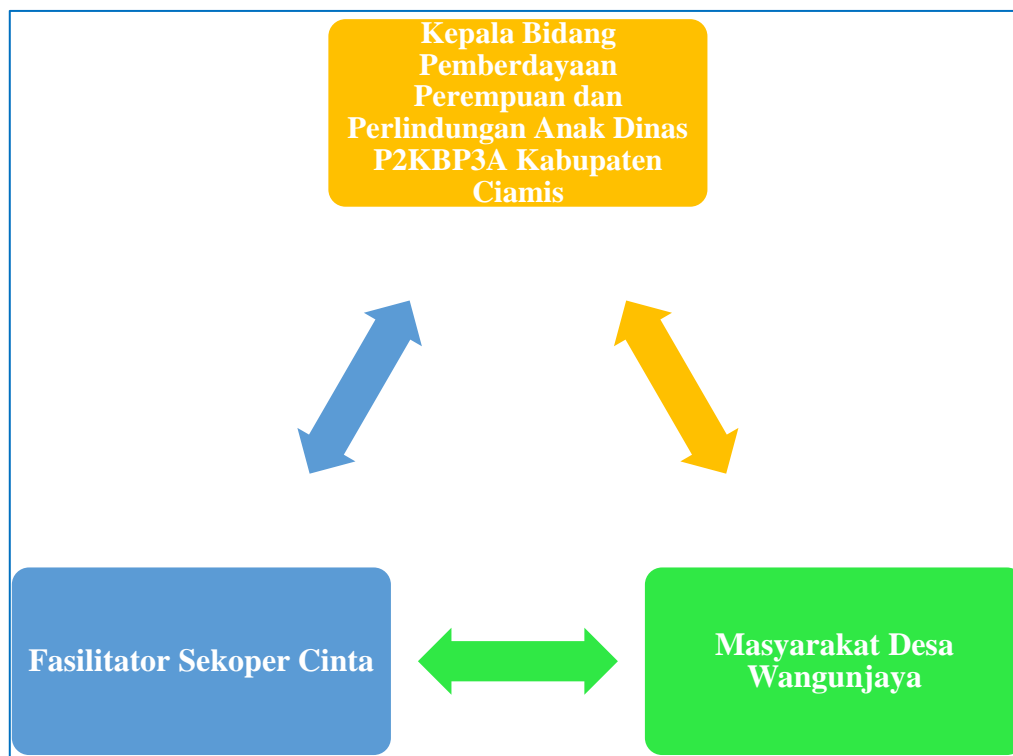 Kepala Bidang
Pemberdayaan
Perempuan dan
Perlindungan Anak Dinas
P2KBP3A Kabupaten
Ciamis
Fasilitator Sekoper Cinta
Masyarakat Desa
Wangunjaya